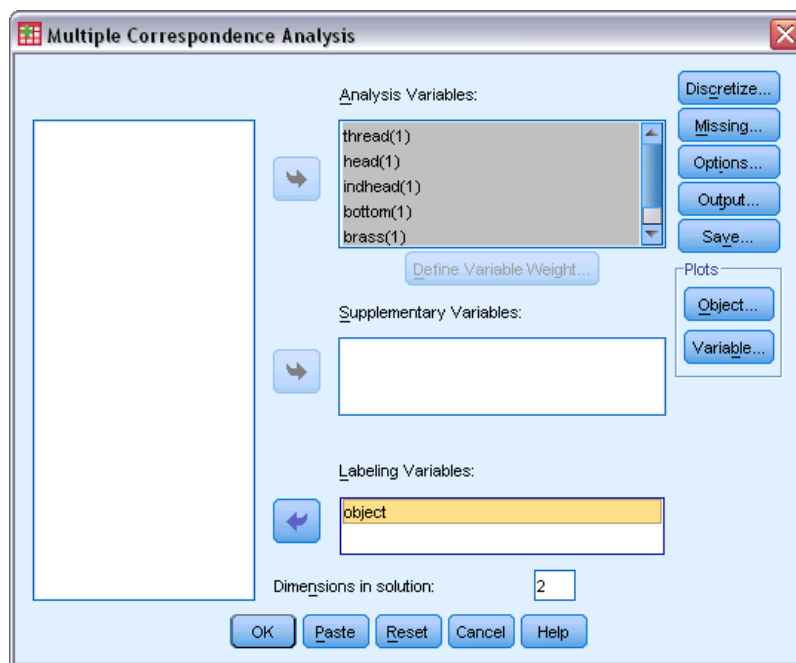 Multiple Correspondence Analysis
Analysis Variables:
thread(1)
head(1)
indhead(1)
bottom(1)
brass(1)
Define Variable Weight...
Supplementary Variables:
Labeling Variables:
object
Dimensions in solution:
2
OK
Paste
Reset
Cancel
Help
Discretize...
Missing...
Options...
Output...
Save...
Plots
Object...
Variable...